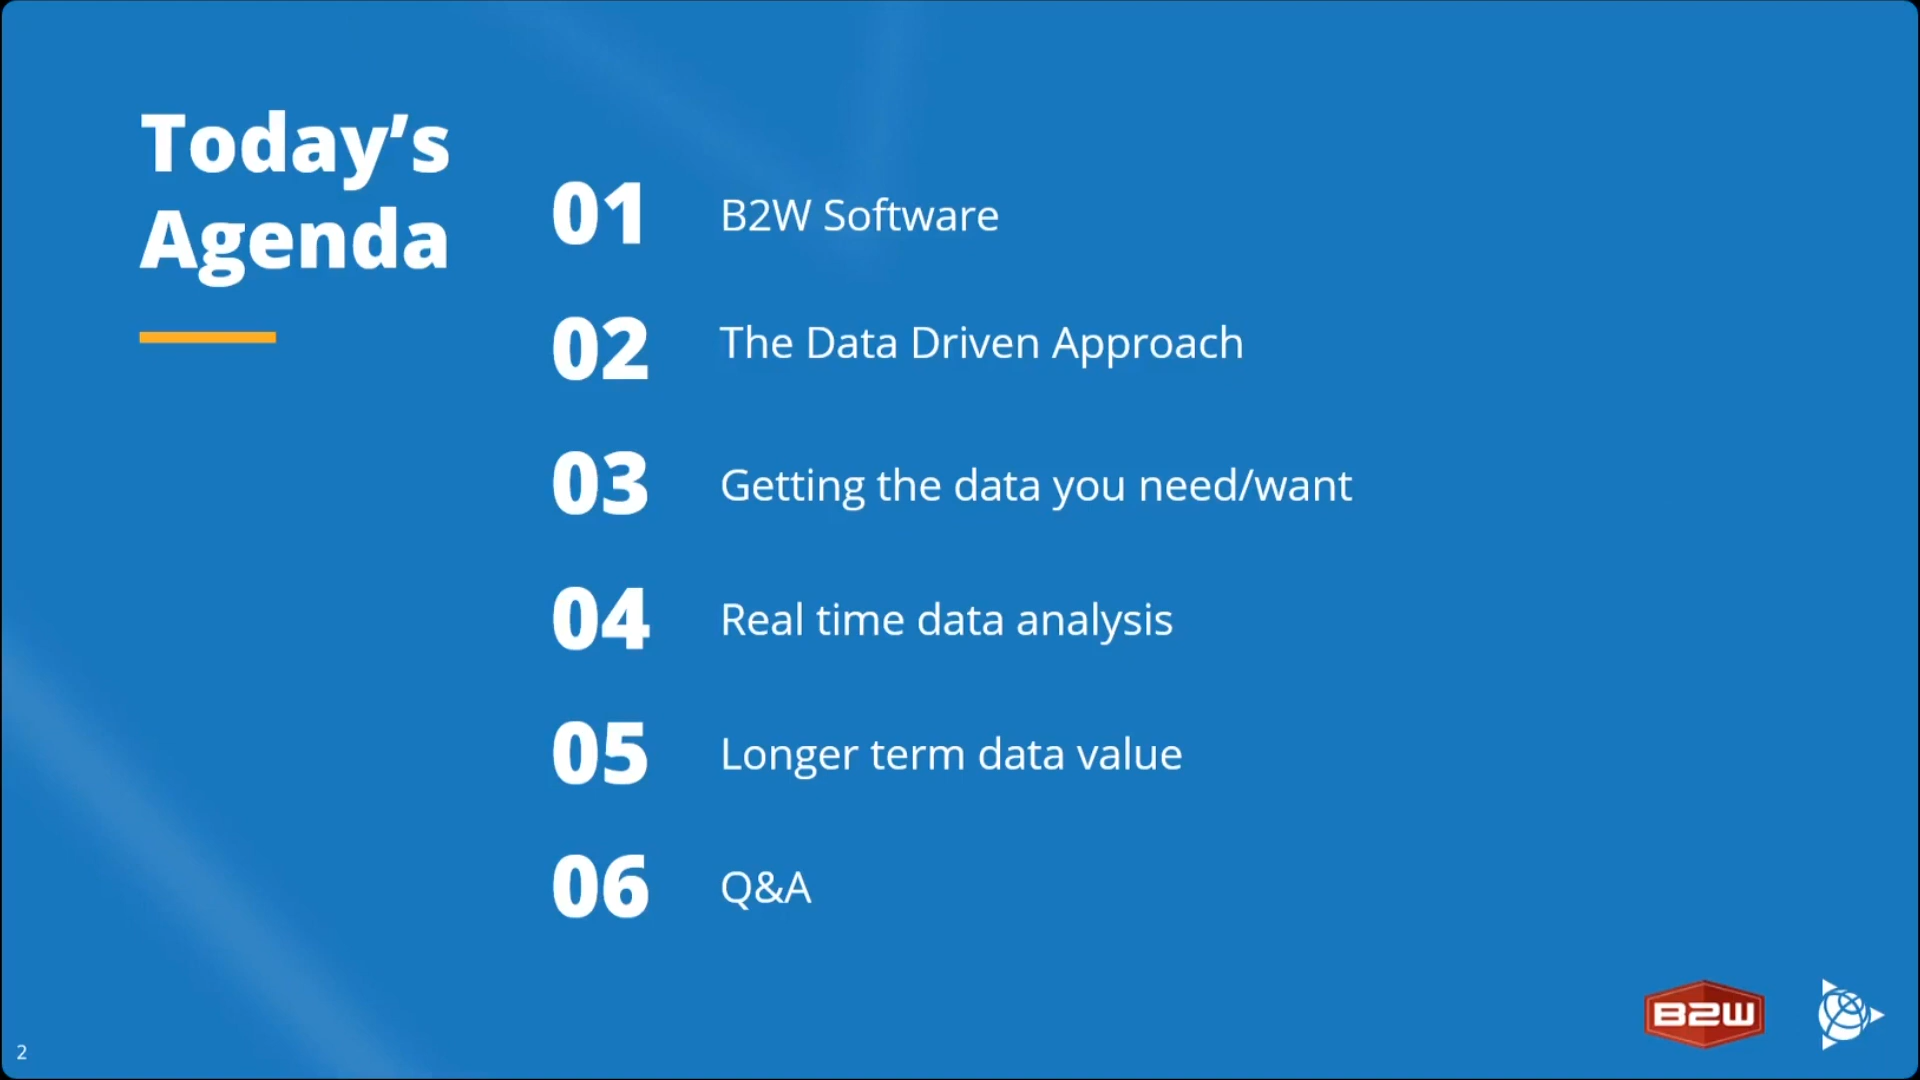 Today’s
Agenda
01 B2W Software
02 The Data Driven Approach
03 Getting the data you need/want
04 Real time data analysis
05 Longer term data value
06 Q&A
B2W
2